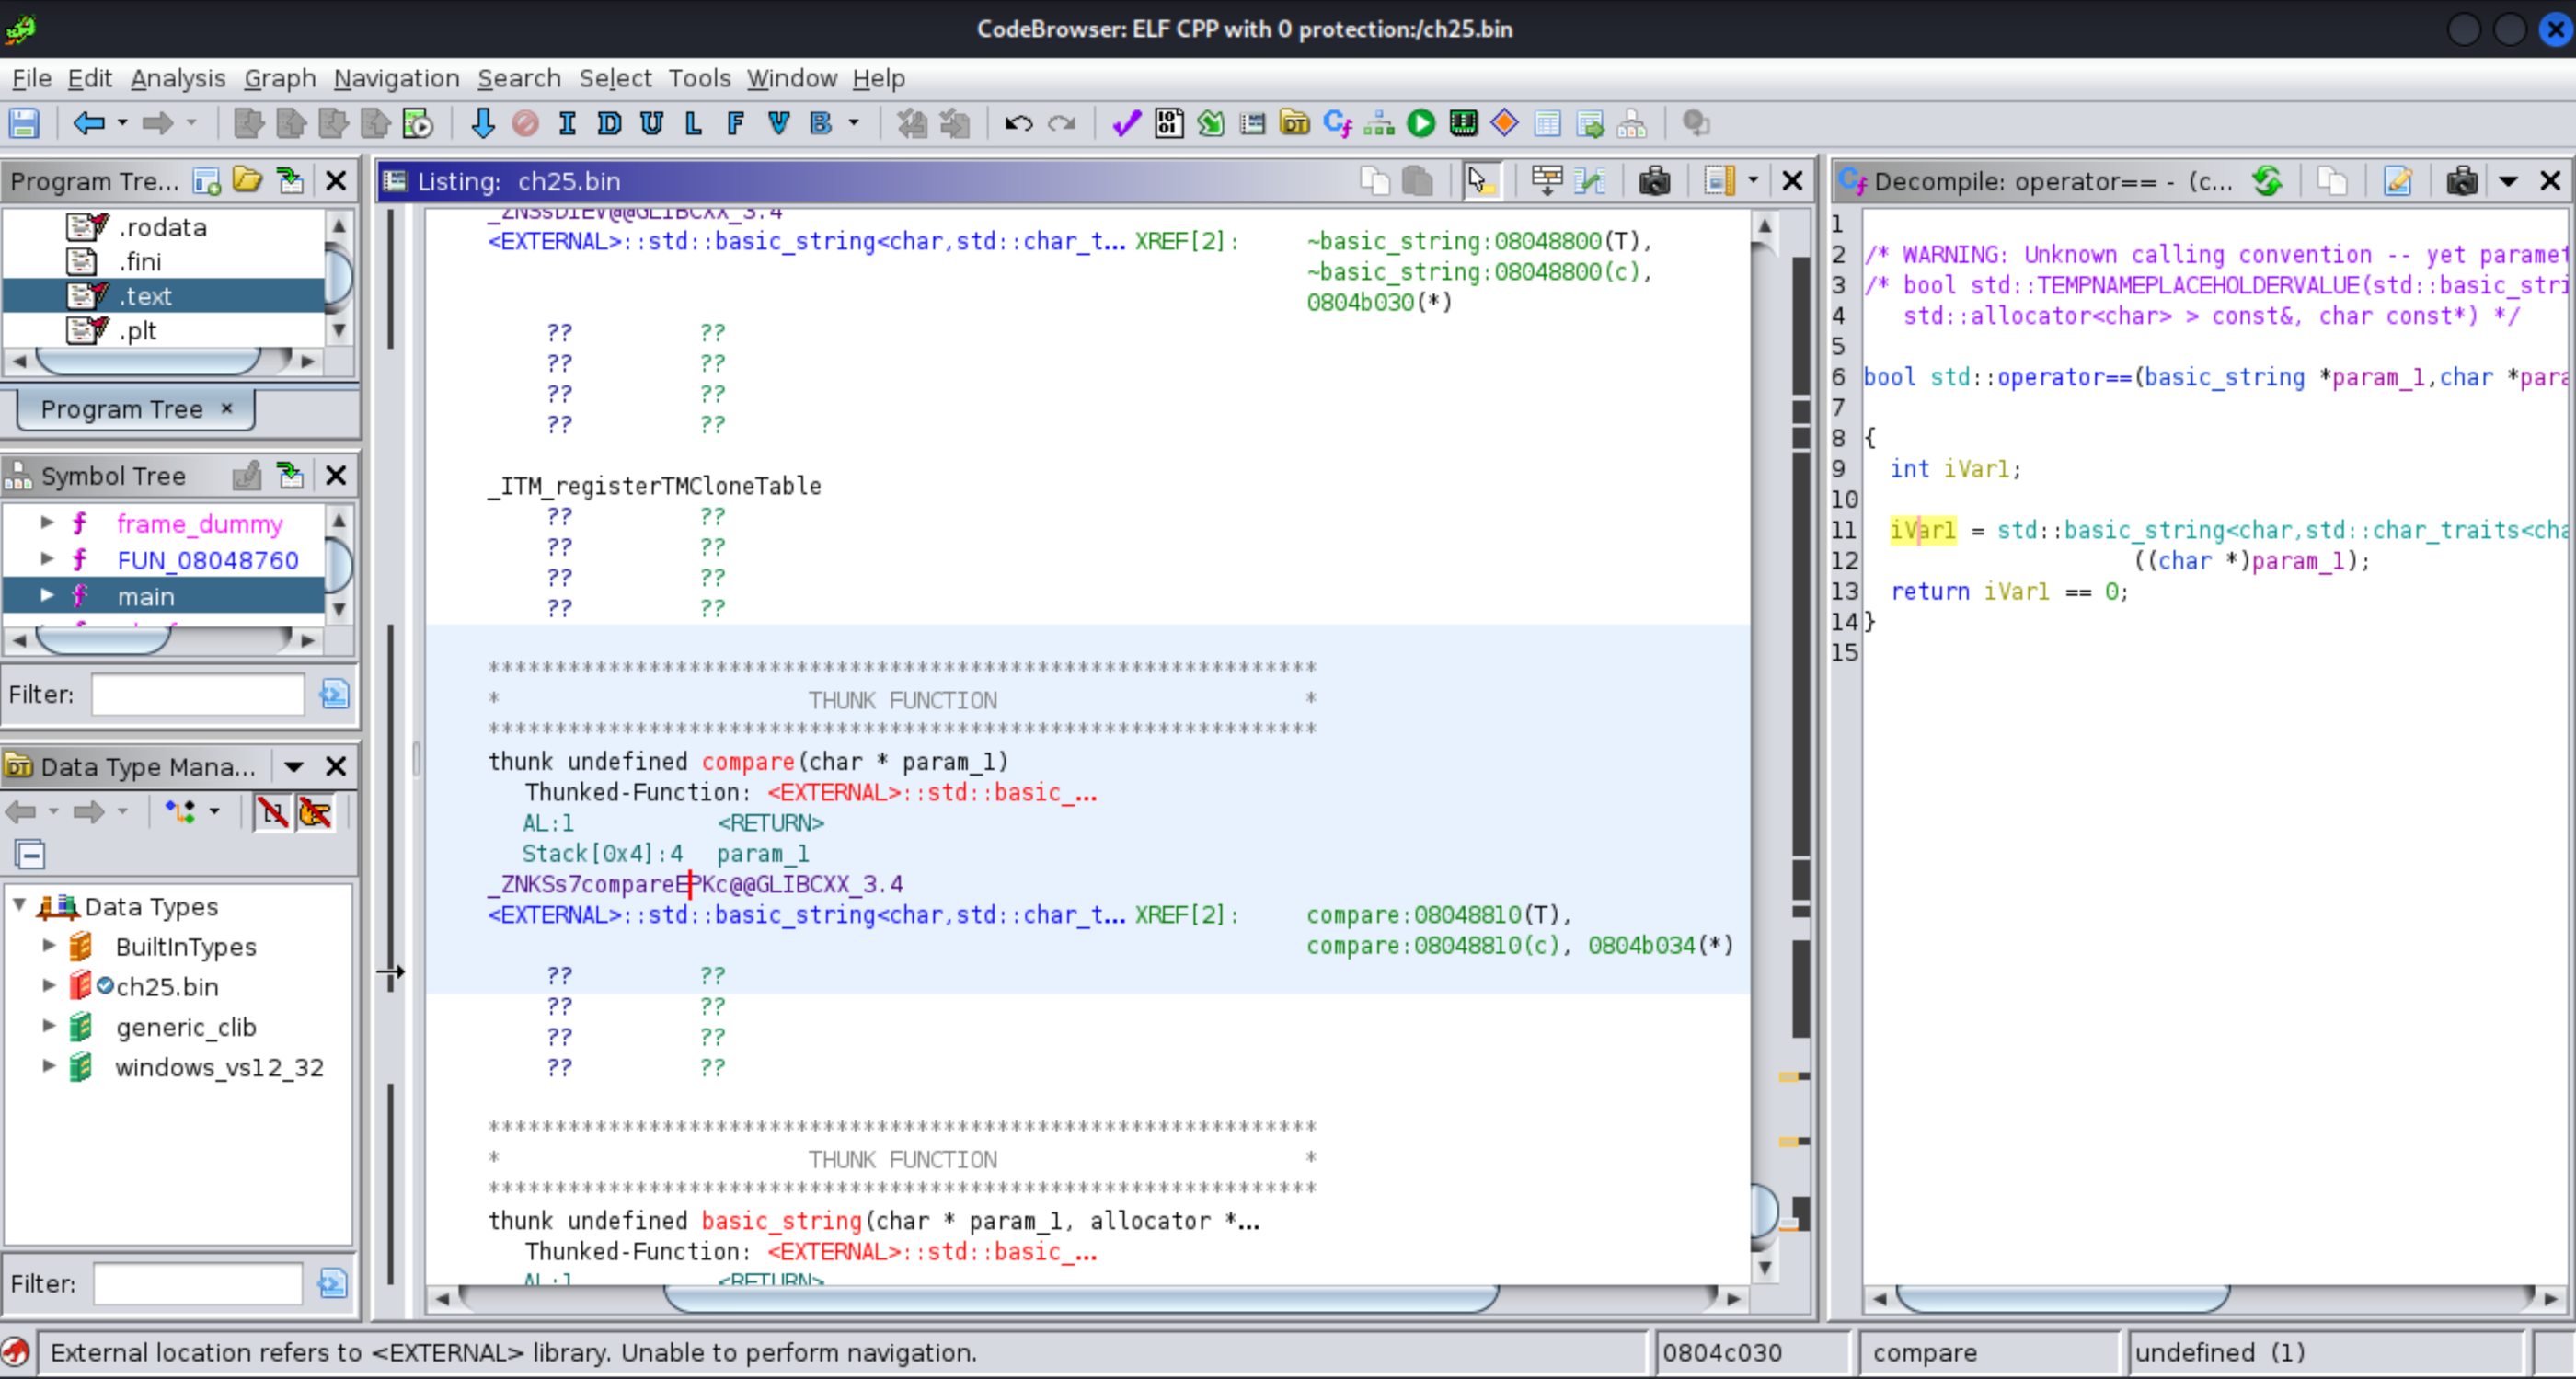 CodeBrowser: ELF CPP with 0 protection:/ch25.bin
File Edit Analysis Graph Navigation Search Select Tools Window Help
I D U L F V B
Program Tre...
.rodata
.fini
.text
.plt
Program Tree ×
Symbol Tree
frame_dummy
FUN_08048760
main
Filter:
Data Type Mana...
Data Types
BuiltInTypes
ch25.bin
generic_clib
windows_vs12_32
Filter:
Listing: ch25.bin
_ZNSsD1Ev@@GLIBCXX_3.4
<EXTERNAL>::std::basic_string<char,std::char_t... XREF[2]: ~basic_string:08048800(T),
~basic_string:08048800(c),
0804b030(*)
?? ??
?? ??
?? ??
?? ??
_ITM_registerTMCloneTable
?? ??
?? ??
?? ??
?? ??
**************************************************************
* THUNK FUNCTION *
**************************************************************
thunk undefined compare(char * param_1)
Thunked-Function: <EXTERNAL>::std::basic_...
AL:1 <RETURN>
Stack[0x4]:4 param_1
_ZNKSs7compareEPKc@@GLIBCXX_3.4
<EXTERNAL>::std::basic_string<char,std::char_t... XREF[2]: compare:08048810(T),
compare:08048810(c), 0804b034(*)
?? ??
?? ??
?? ??
?? ??
**************************************************************
* THUNK FUNCTION *
**************************************************************
thunk undefined basic_string(char * param_1, allocator *...
Thunked-Function: <EXTERNAL>::std::basic_...
AL:1 <RETURN>
Decompile: operator== - (c...
1
2 /* WARNING: Unknown calling convention -- yet paramet
3 /* bool std::TEMPNAMEPLACEHOLDERVALUE(std::basic_stri
4 std::allocator<char> > const&, char const*) */
5
6 bool std::operator==(basic_string *param_1,char *para
7
8 {
9 int iVar1;
10
11 iVar1 = std::basic_string<char,std::char_traits<cha
12 ((char *)param_1);
13 return iVar1 == 0;
14 }
15
External location refers to <EXTERNAL> library. Unable to perform navigation.
0804c030
compare
undefined (1)